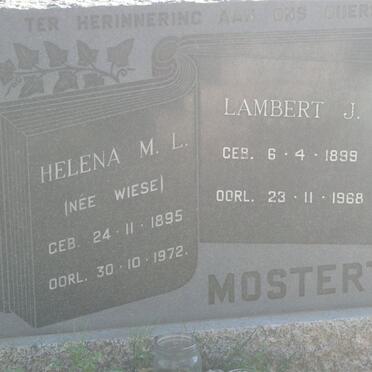 TER HERINNERING AAN ONS OUER
HELENA M. L.
(NÉE WIESE)
GEB. 24·11·1895
OORL. 30·10·1972.
LAMBERT J.
GEB. 6·4·1899
OORL. 23·11·1968
MOSTERT